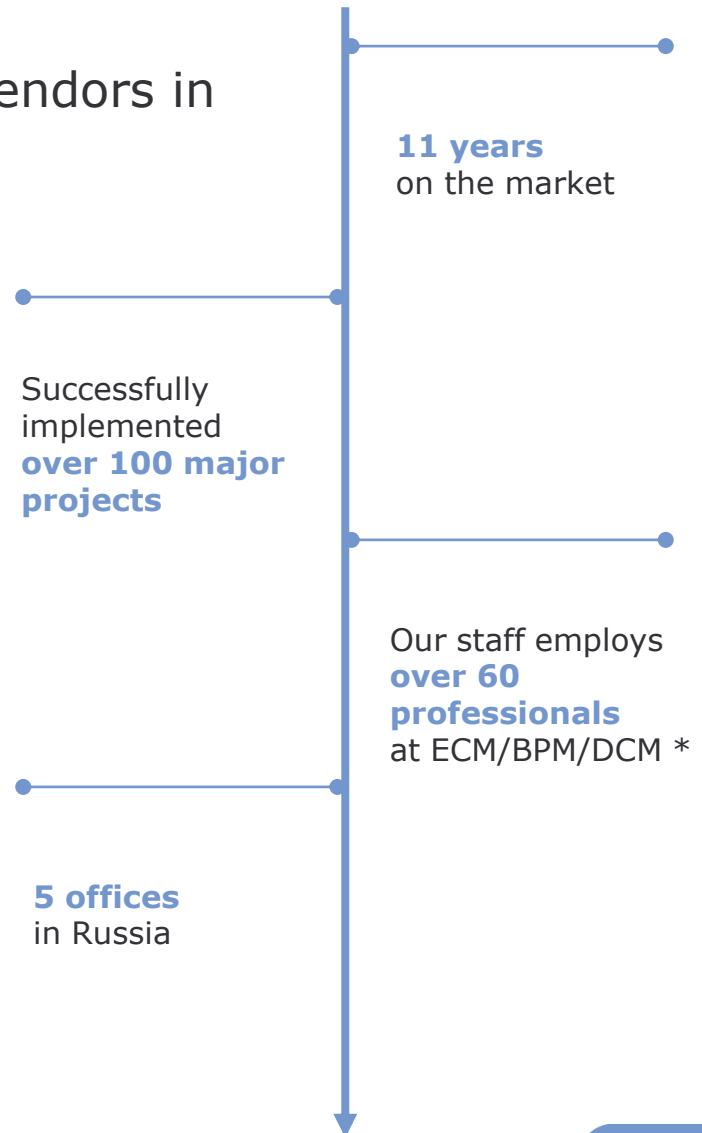 endors in
11 years
on the market
Successfully
implemented
over 100 major
projects
Our staff employs
over 60
professionals
at ECM/BPM/DCM *
5 offices
in Russia